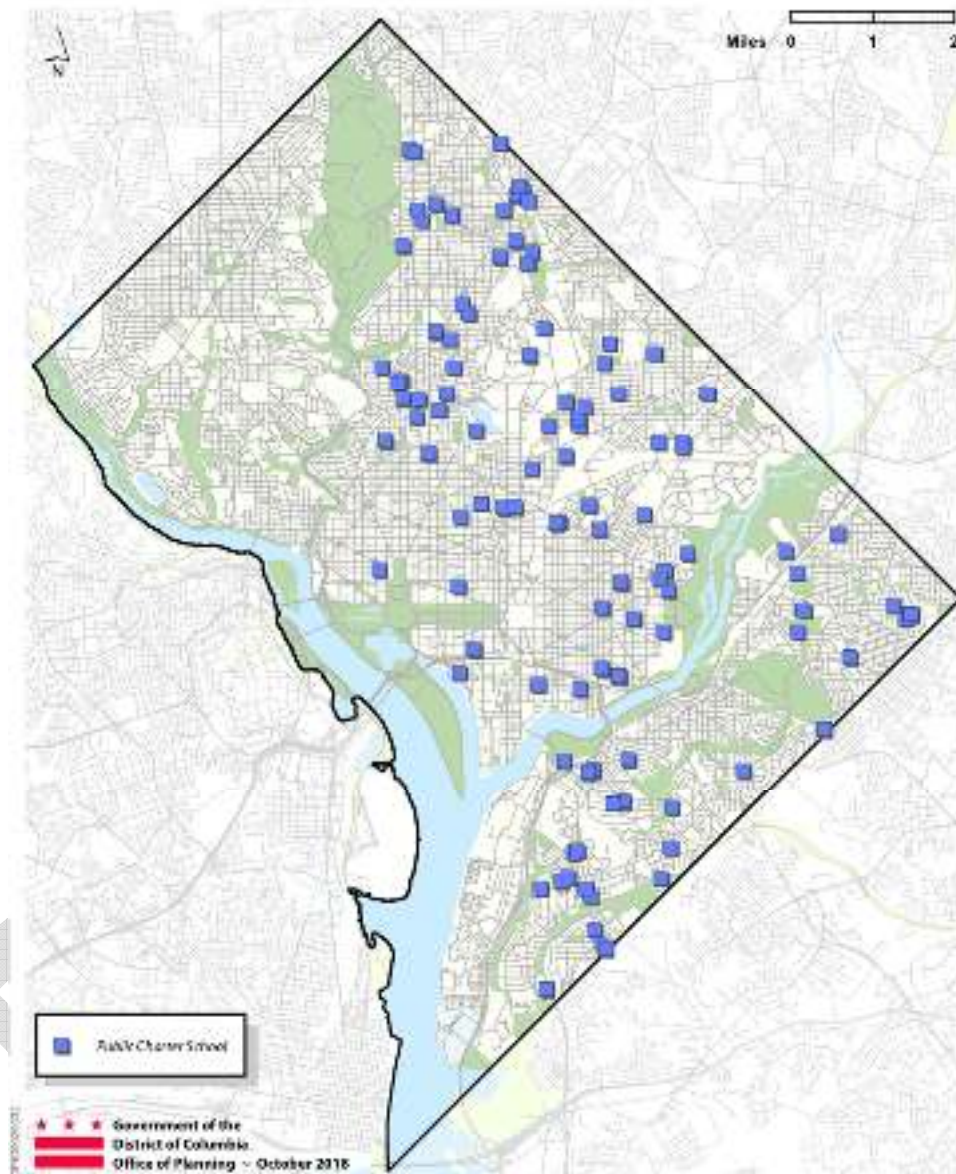 N
Miles 0 1 2
Public Charter School
Government of the
District of Columbia
Office of Planning ~ October 2018